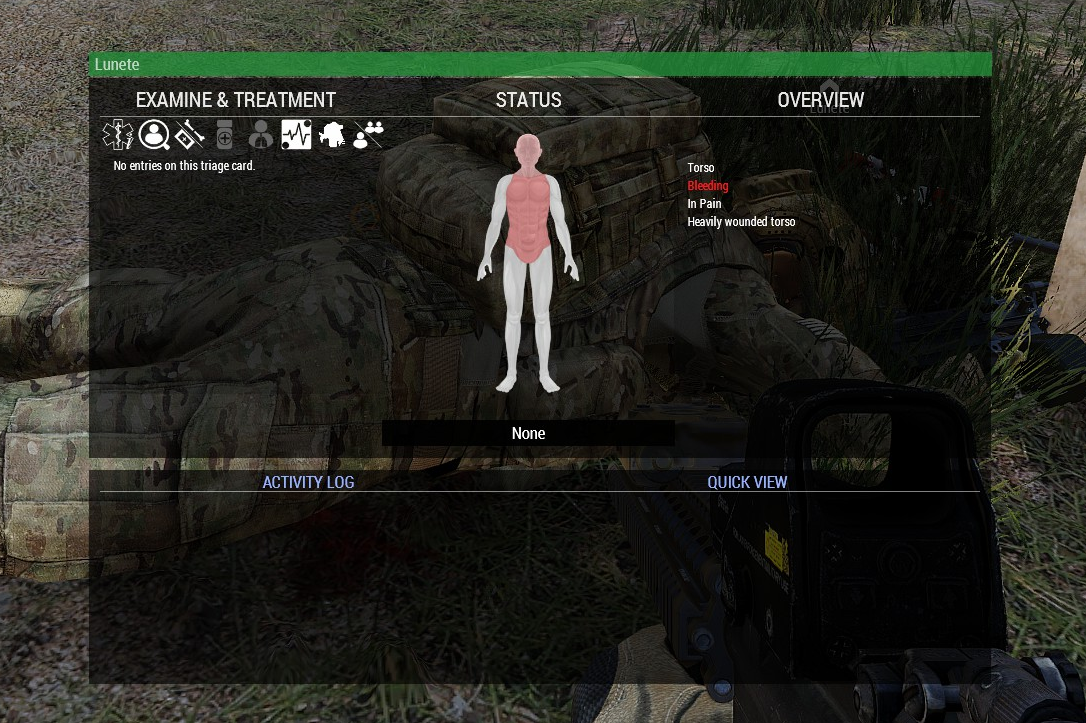 Lunete
EXAMINE & TREATMENT
STATUS
OVERVIEW
Lunete
No entries on this triage card.
Torso
Bleeding
In Pain
Heavily wounded torso
None
ACTIVITY LOG
QUICK VIEW